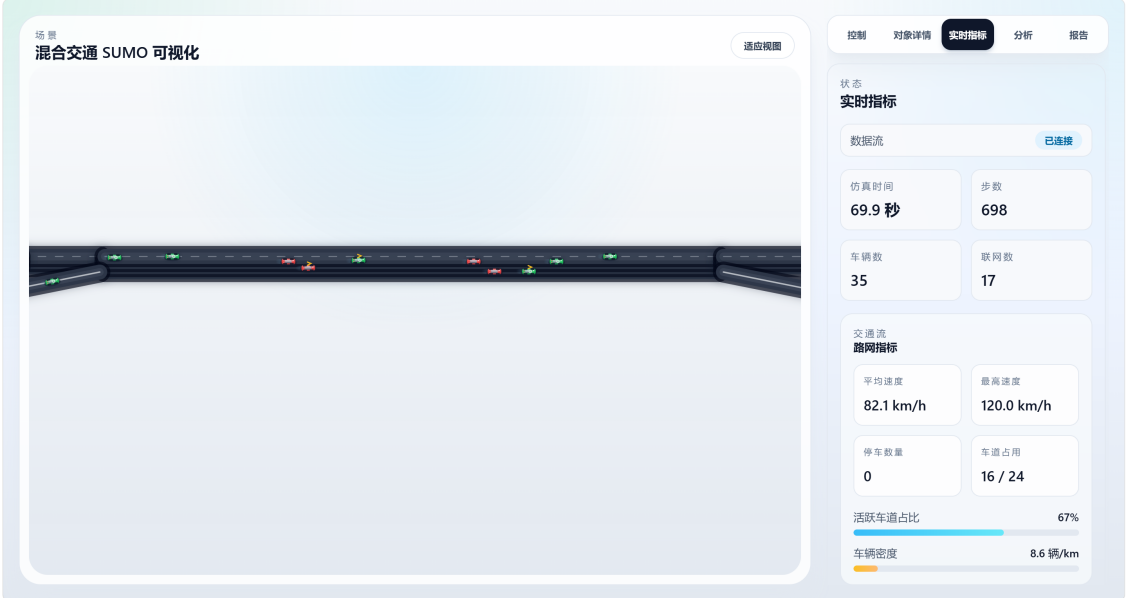 场景
混合交通 SUMO 可视化
适应视图
控制
对象详情
实时指标
分析
报告
状态
实时指标
数据流
已连接
仿真时间
69.9 秒
步数
698
车辆数
35
联网数
17
交通流
路网指标
平均速度
82.1 km/h
最高速度
120.0 km/h
停车数量
0
车道占用
16 / 24
活跃车道占比
67%
车辆密度
8.6 辆/km